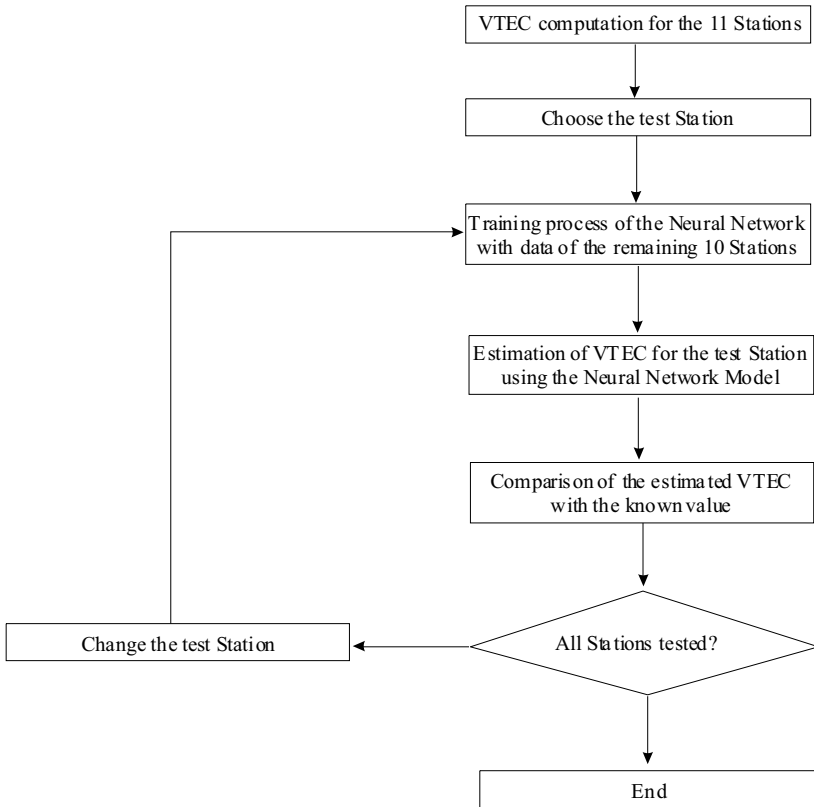 VTEC computation for the 11 Stations
Choose the test Station
Training process of the Neural Network
with data of the remaining 10 Stations
Estimation of VTEC for the test Station
using the Neural Network Model
Comparison of the estimated VTEC
with the known value
All Stations tested?
Change the test Station
End